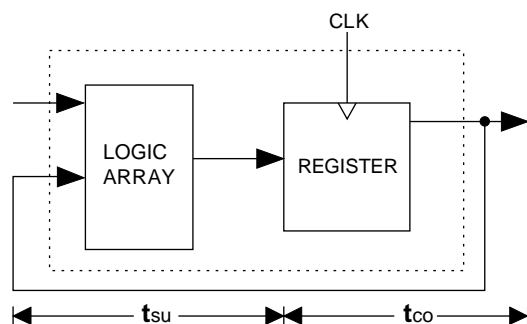 CLK
LOGIC
ARRAY
REGISTER
tsu
tco